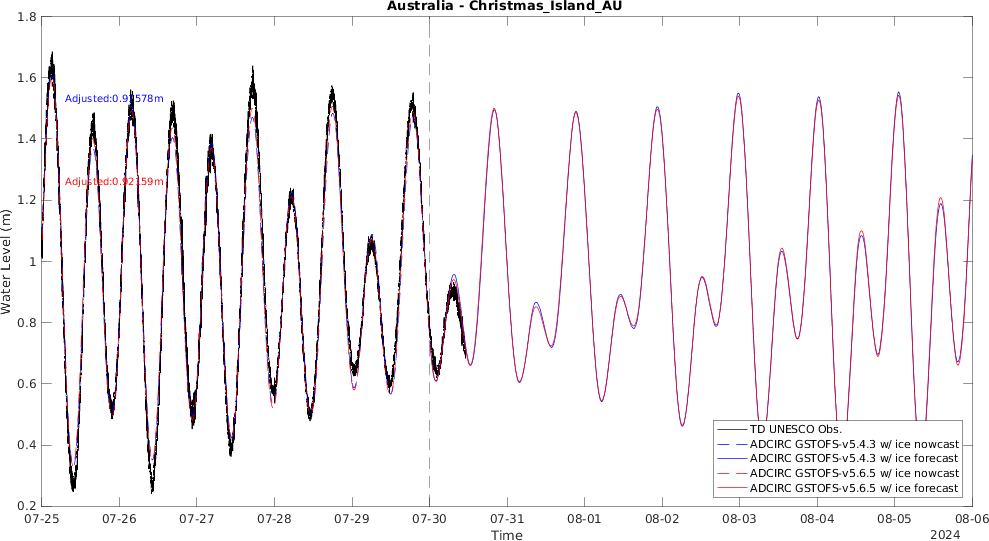 Australia - Christmas_Island_AU
1.8
1.6
1.4
1.2
1
0.8
0.6
0.4
0.2
Water Level (m)
Adjusted:0.91578m
Adjusted:0.92159m
TD UNESCO Obs.
ADCIRC GSTOFS-v5.4.3 w/ ice nowcast
ADCIRC GSTOFS-v5.4.3 w/ ice forecast
ADCIRC GSTOFS-v5.6.5 w/ ice nowcast
ADCIRC GSTOFS-v5.6.5 w/ ice forecast
07-25 07-26 07-27 07-28 07-29 07-30 07-31 08-01 08-02 08-03 08-04 08-05 08-06
Time
2024